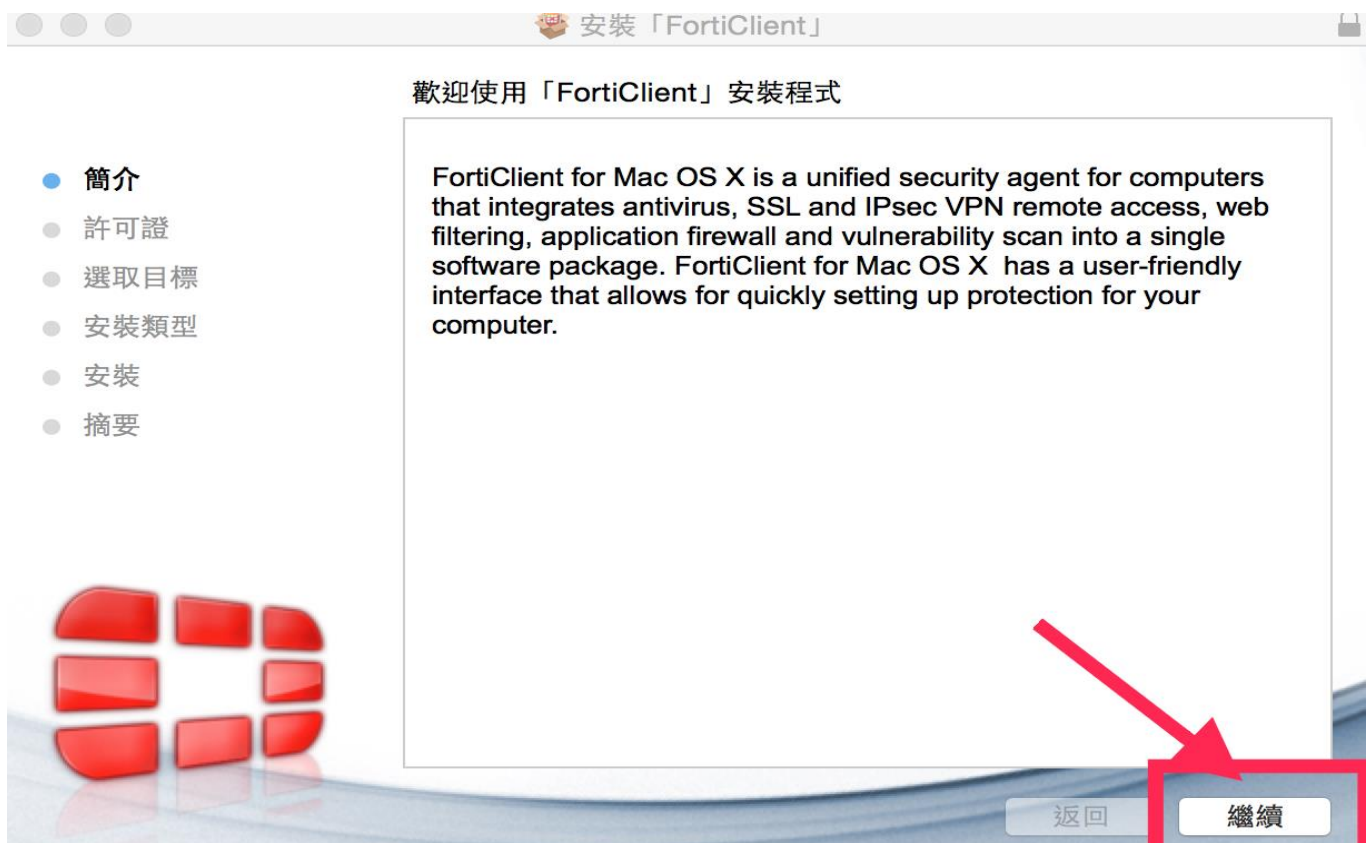 安裝「FortiClient」
歡迎使用「FortiClient」安裝程式
簡介
許可證
選取目標
安裝類型
安裝
摘要
FortiClient for Mac OS X is a unified security agent for computers
that integrates antivirus, SSL and IPsec VPN remote access, web
filtering, application firewall and vulnerability scan into a single
software package. FortiClient for Mac OS X  has a user-friendly
interface that allows for quickly setting up protection for your
computer.
返回
繼續